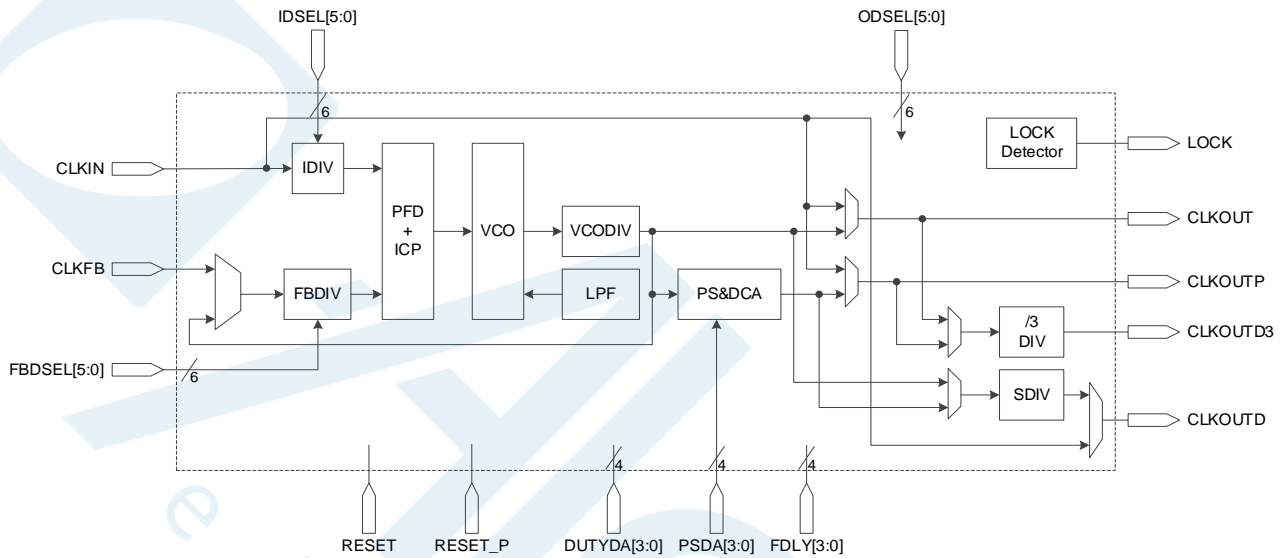 IDSEL[5:0]
ODSEL[5:0]
6
6
LOCK
Detector
LOCK
CLKIN
IDIV
PFD
+
ICP
VCO
VCODIV
CLKOUT
CLKFB
FBDIV
LPF
PS&DCA
CLKOUTP
/3
DIV
CLKOUTD3
FBDSEL[5:0]
6
SDIV
CLKOUTD
4
4
4
RESET
RESET_P
DUTYDA[3:0]
PSDA[3:0]
FDLY[3:0]
e